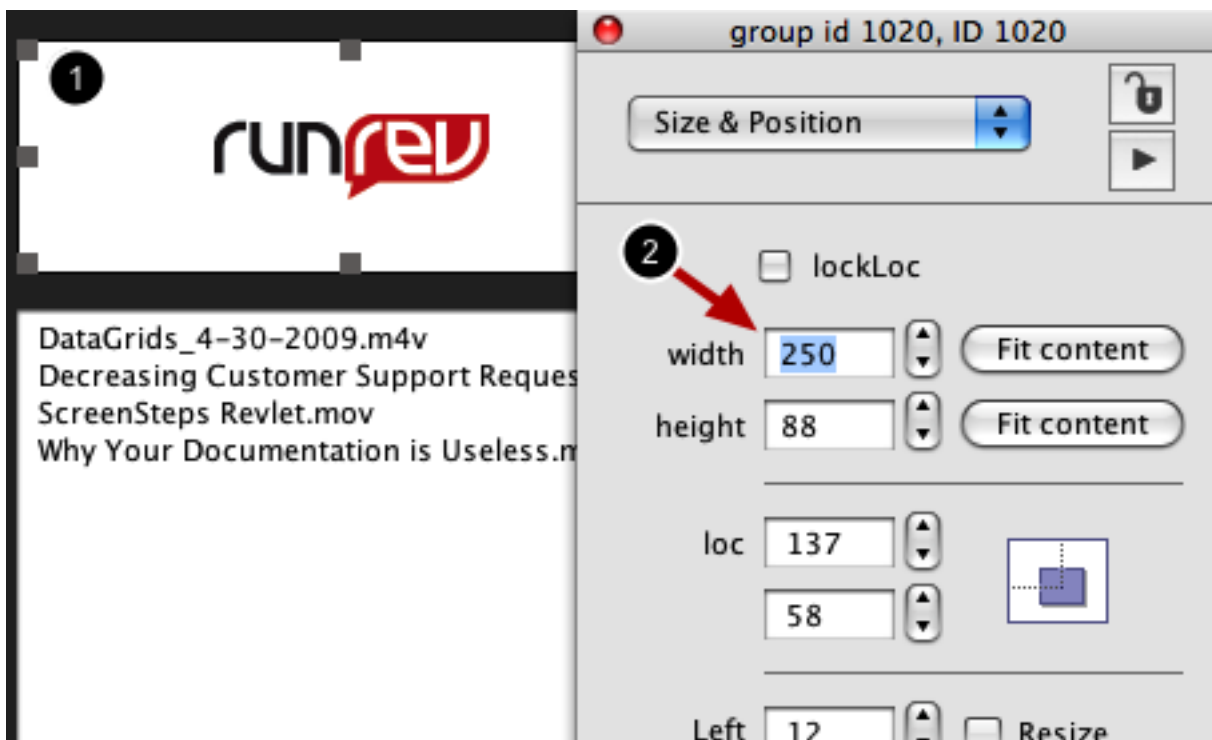 group id 1020, ID 1020
1
runrev
Size & Position
2
lockLoc
width 250 Fit content
height 88 Fit content
loc 137
58
Left 12 Resize
DataGrids_4-30-2009.m4v
Decreasing Customer Support Reques
ScreenSteps Revlet.mov
Why Your Documentation is Useless.m